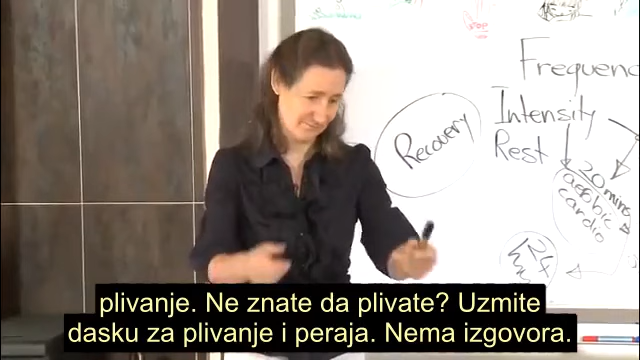 Frequenc
Intensity
Recovery
Rest
20 mins
aerobic
cardio
24
plivanje. Ne znate da plivate? Uzmite
dasku za plivanje i peraja. Nema izgovora.